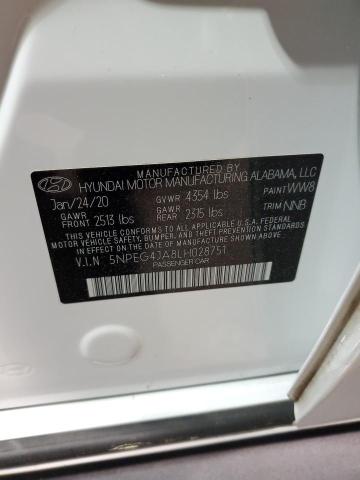 MANUFACTURED BY
HYUNDAI MOTOR MANUFACTURING ALABAMA, LLC
Jan/24/20 GVWR 4354 lbs PAINT WW8
GAWR FRONT 2513 lbs GAWR REAR 2315 lbs TRIM NNB
THIS VEHICLE CONFORMS TO ALL APPLICABLE U.S.
FEDERAL MOTOR VEHICLE SAFETY, BUMPER, AND
THEFT PREVENTION STANDARDS IN EFFECT ON THE DATE
OF MANUFACTURE SHOWN ABOVE.
V.I.N 5NPEG4JA8LH028751
PASSENGER CAR